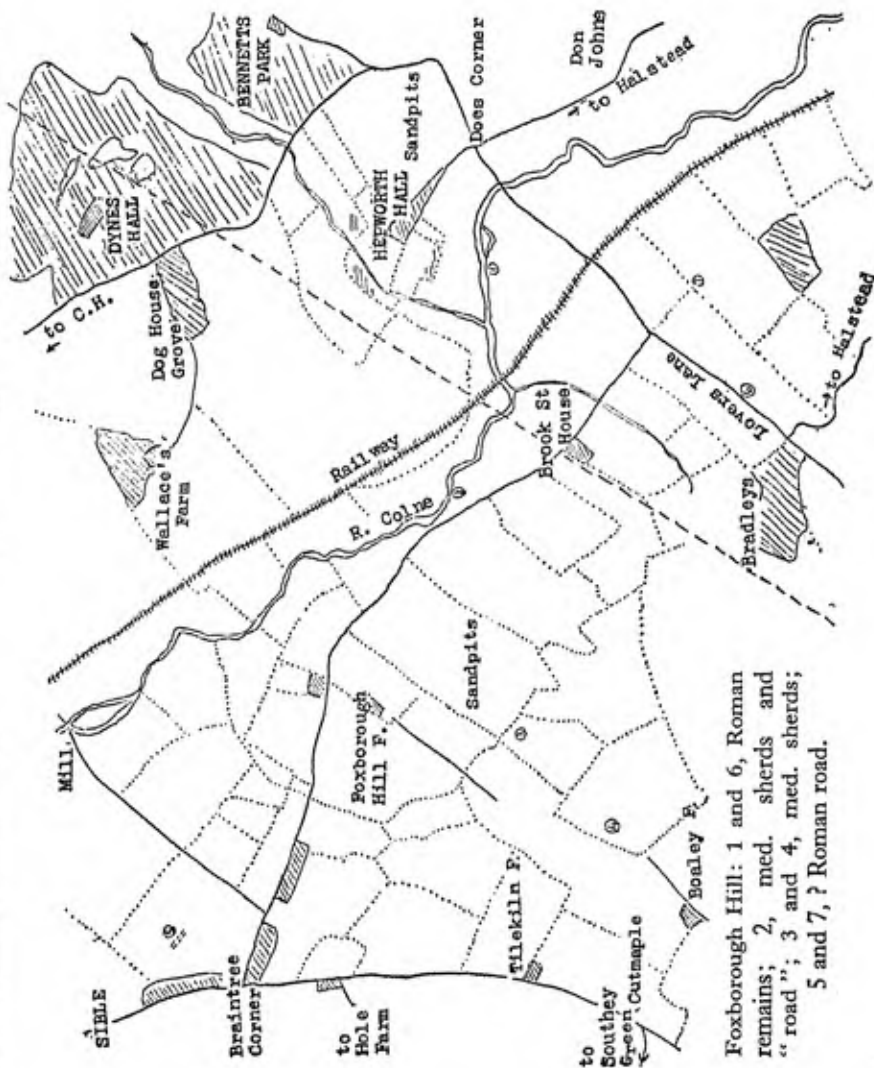 SIBLE
Mill.
Braintree
Corner
to
Hole
Farm
Tilekiln F.
to
Southey
Green
Cutmaple
Foxborough
Hill F.
Boaley F.
Sandpits
R. Colne
Railway
Wallace's
Farm
Dog House
Grove
to C.H.
DYNES
HALL
BENNETTS
PARK
HEPWORTH
HALL
Sandpits
Does Corner
Don
Johns
to Halstead
Brook St
House
Lovers Lane
Bradleys
to Halstead
Foxborough Hill: 1 and 6, Roman
remains; 2, med. sherds and
“ road ”; 3 and 4, med. sherds;
5 and 7, ? Roman road.